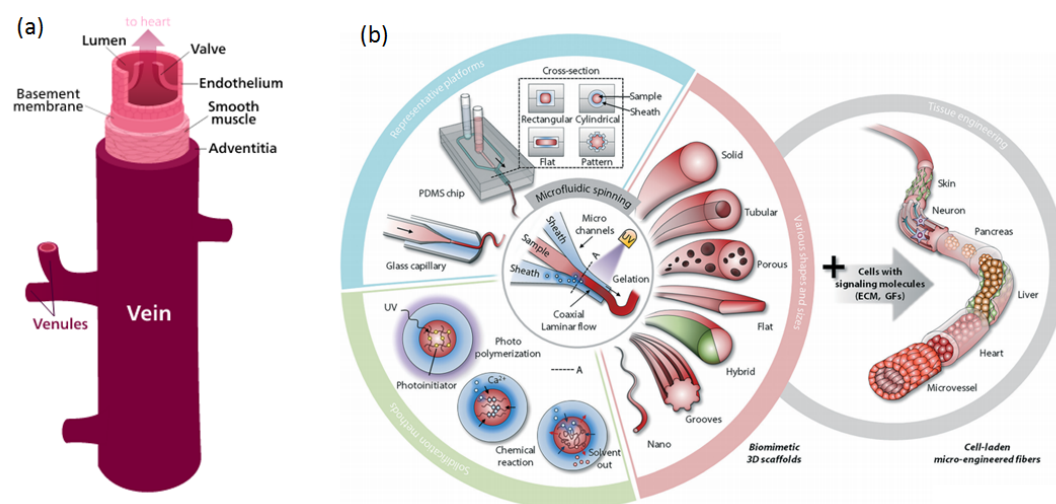 (a)
to heart
Lumen
Valve
Endothelium
Basement
membrane
Smooth
muscle
Adventitia
Venules
Vein
(b)
Representative platforms
Cross-section
Sample
Sheath
Rectangular
Cylindrical
Flat
Pattern
PDMS chip
Glass capillary
Microfluidic spinning
Sheath
Sample
Sheath
Micro
channels
A
UV
Gelation
Coaxial
Laminar flow
Solidification methods
UV
Photo
polymerization
Photoinitiator
A
Ca2+
Chemical
reaction
Solvent
out
Various shapes and sizes
Solid
Tubular
Porous
Flat
Hybrid
Grooves
Nano
Biomimetic
3D scaffolds
+
Cells with
signaling molecules
(ECM, GFs)
Tissue engineering
Skin
Neuron
Pancreas
Liver
Heart
Microvessel
Cell-laden
micro-engineered fibers